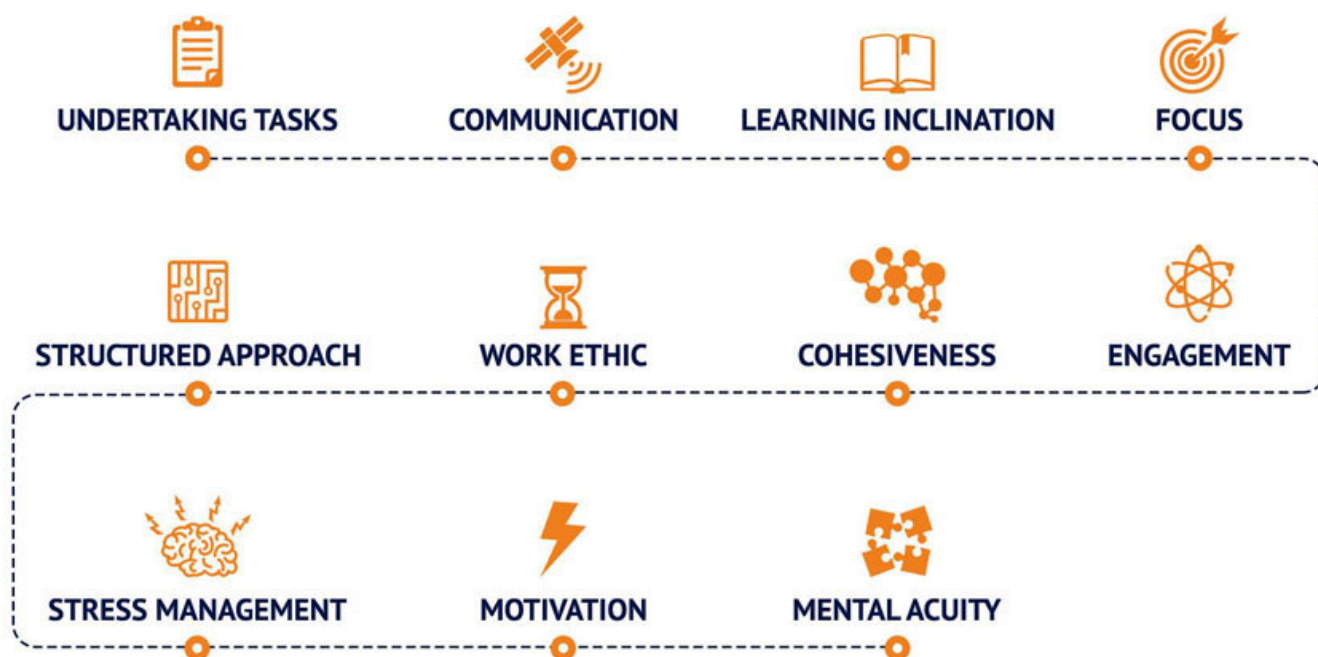 UNDERTAKING TASKS
COMMUNICATION
LEARNING INCLINATION
FOCUS
STRUCTURED APPROACH
WORK ETHIC
COHESIVENESS
ENGAGEMENT
STRESS MANAGEMENT
MOTIVATION
MENTAL ACUITY